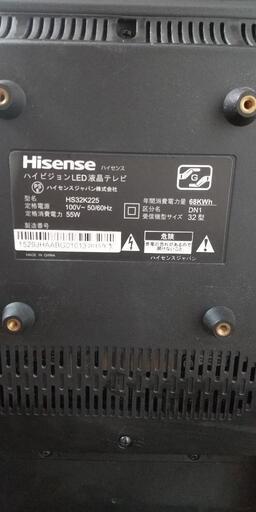 Hisense ハイセンス
ハイビジョンLED液晶テレビ
ハイセンスジャパン株式会社
型名 HS32K225
定格電源 100V~ 50/60Hz
定格消費電力 55W
製造番号
年間消費電力量 68KWh
区分名 DN1
受信機型サイズ 32型
MADE IN CHINA
危険
ハイセンスジャパン